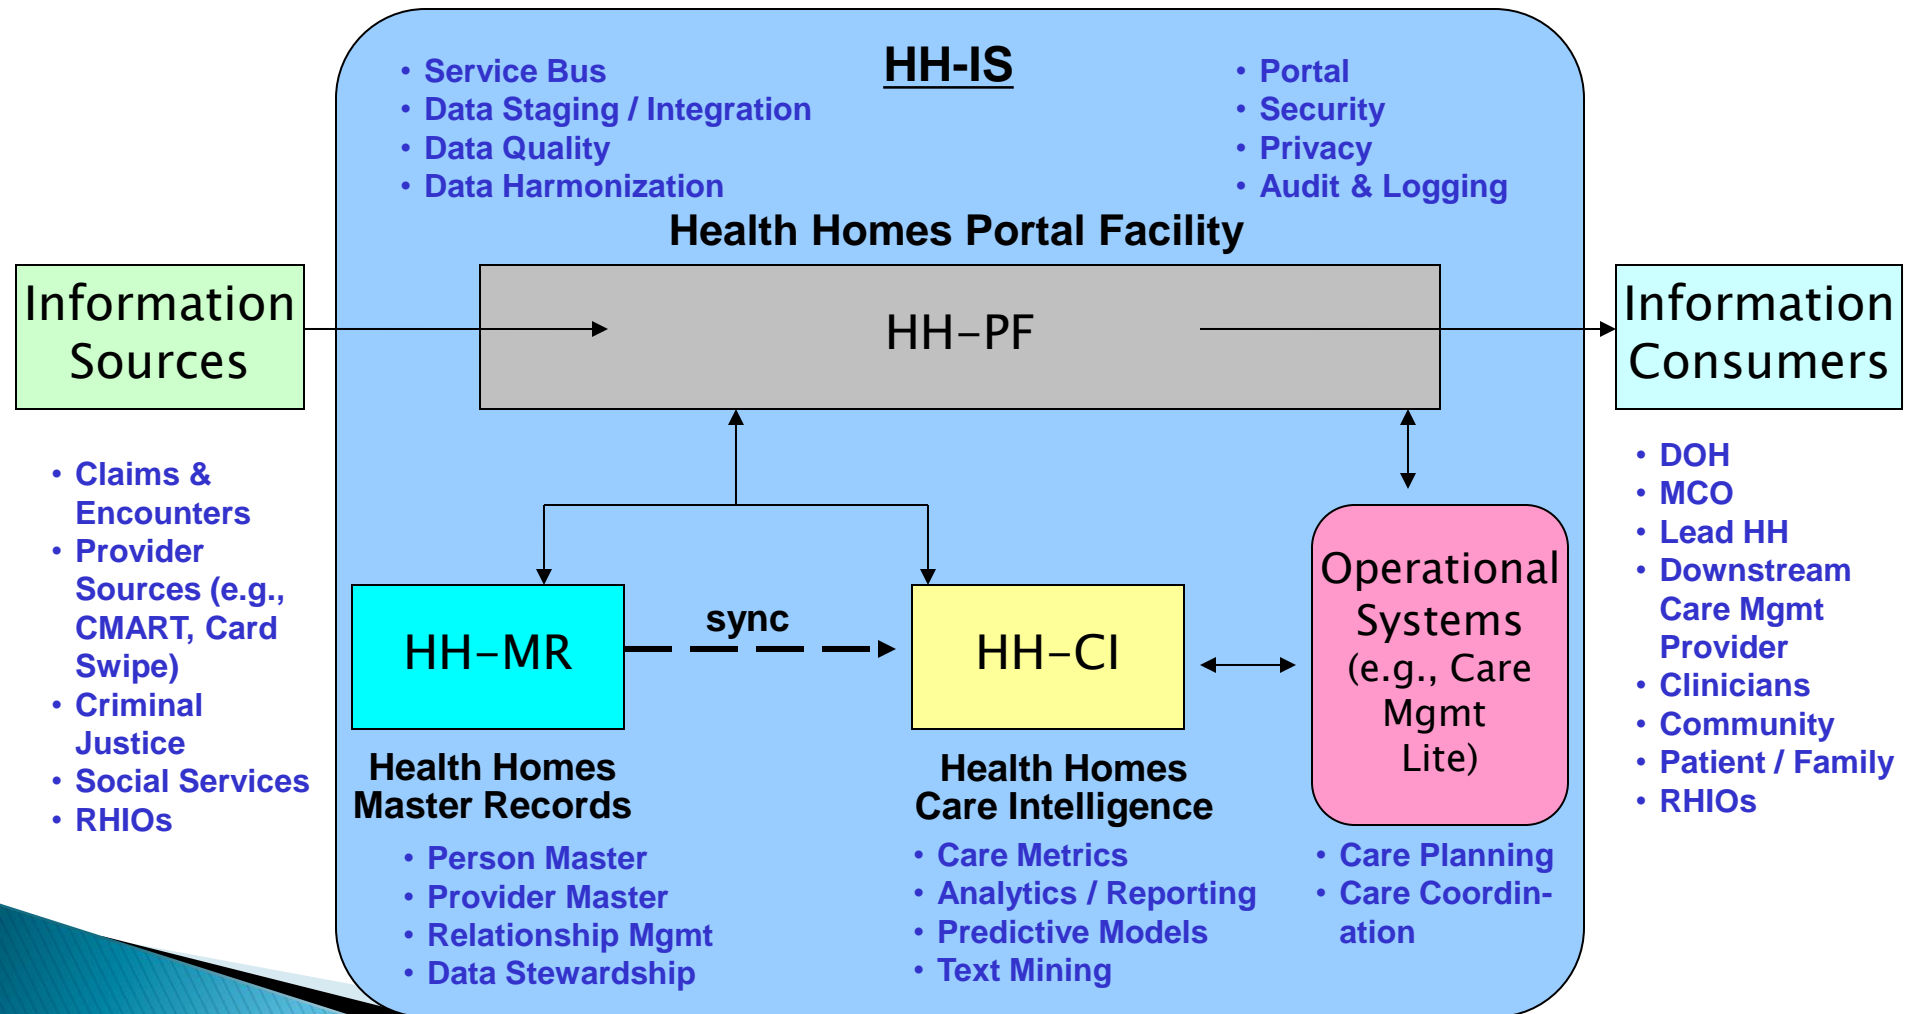 HH-IS
• Service Bus
• Data Staging / Integration
• Data Quality
• Data Harmonization
• Portal
• Security
• Privacy
• Audit & Logging
Health Homes Portal Facility
Information
Sources
HH–PF
Information
Consumers
• Claims &
Encounters
• Provider
Sources (e.g.,
CMART, Card
Swipe)
• Criminal
Justice
• Social Services
• RHIOs
HH–MR
sync
HH–CI
Operational
Systems
(e.g., Care
Mgmt
Lite)
• DOH
• MCO
• Lead HH
• Downstream
Care Mgmt
Provider
• Clinicians
• Community
• Patient / Family
• RHIOs
Health Homes
Master Records
• Person Master
• Provider Master
• Relationship Mgmt
• Data Stewardship
Health Homes
Care Intelligence
• Care Metrics
• Analytics / Reporting
• Predictive Models
• Text Mining
• Care Planning
• Care Coordin-
ation